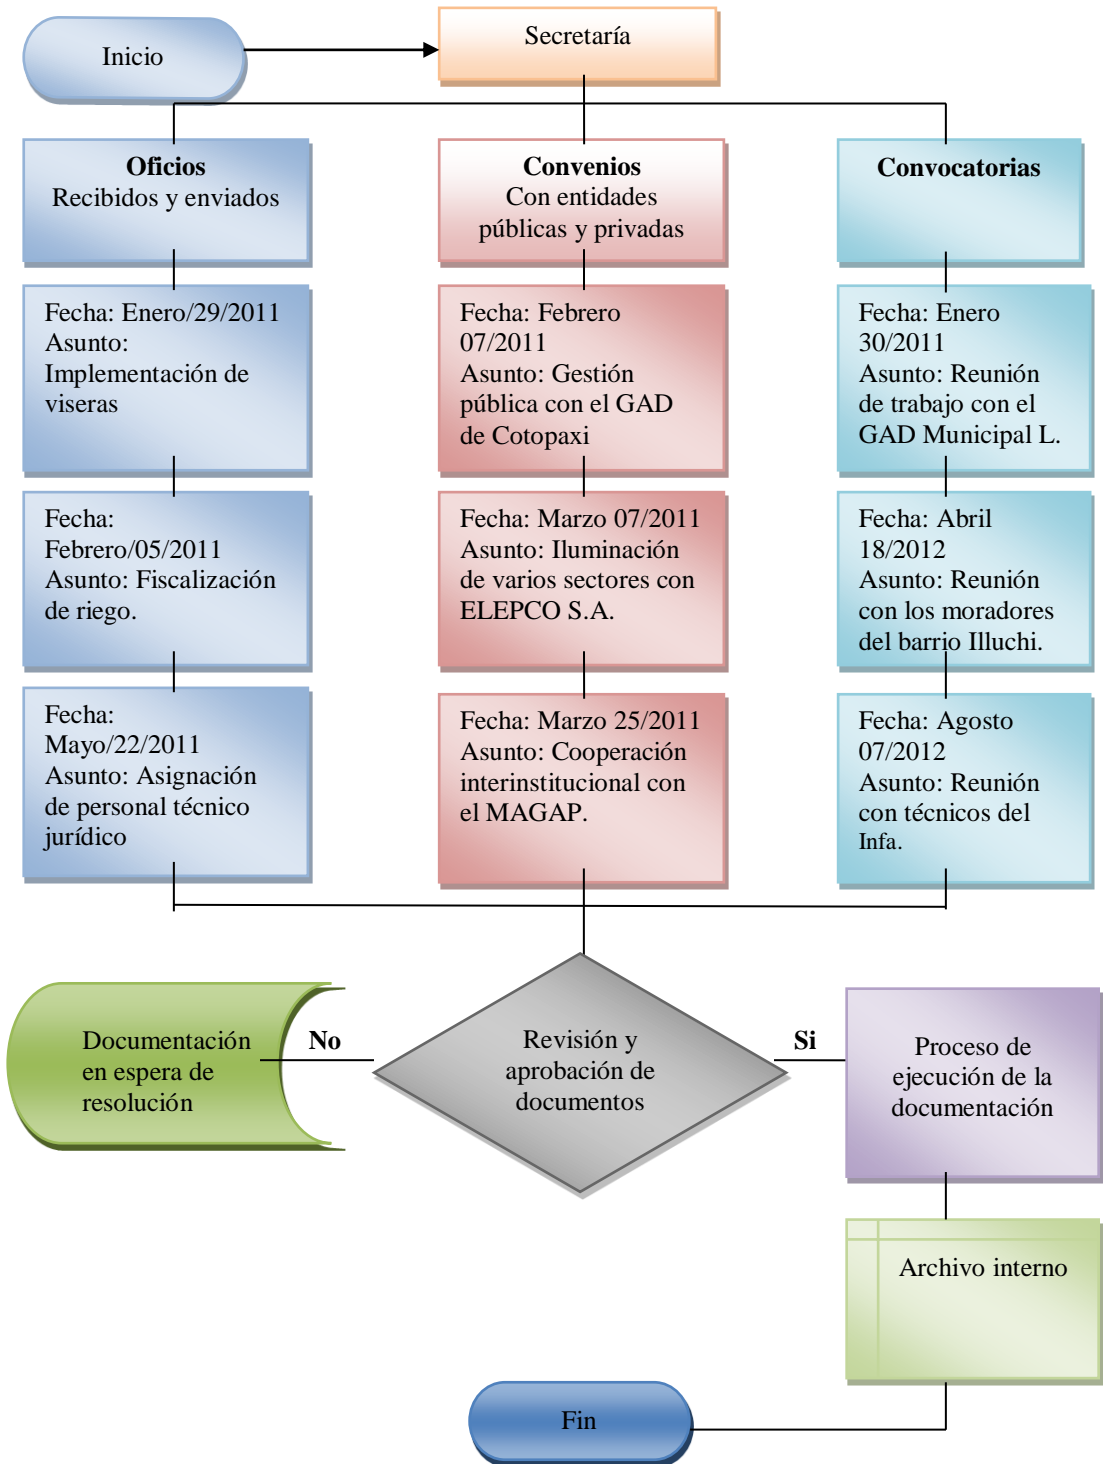 Inicio
Secretaría
Oficios
Recibidos y enviados
Convenios
Con entidades
públicas y privadas
Convocatorias
Fecha: Enero/29/2011
Asunto:
Implementación de
viseras
Fecha: Febrero
07/2011
Asunto: Gestión
pública con el GAD
de Cotopaxi
Fecha: Enero
30/2011
Asunto: Reunión
de trabajo con el
GAD Municipal L.
Fecha:
Febrero/05/2011
Asunto: Fiscalización
de riego.
Fecha: Marzo 07/2011
Asunto: Iluminación
de varios sectores con
ELEPCO S.A.
Fecha: Abril
18/2012
Asunto: Reunión
con los moradores
del barrio Illuchi.
Fecha:
Mayo/22/2011
Asunto: Asignación
de personal técnico
jurídico
Fecha: Marzo 25/2011
Asunto: Cooperación
interinstitucional con
el MAGAP.
Fecha: Agosto
07/2012
Asunto: Reunión
con técnicos del
Infa.
Documentación
en espera de
resolución
No
Revisión y
aprobación de
documentos
Si
Proceso de
ejecución de la
documentación
Archivo interno
Fin